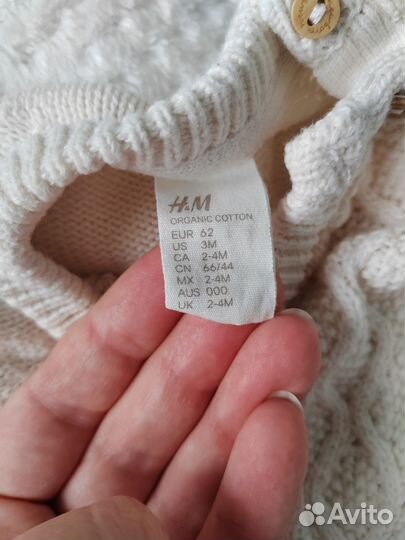 H&M
ORGANIC COTTON
EUR 62
US 3M
CA 2-4M
CN 66/44
MX 2-4M
AUS 000
UK 2-4M
Avito